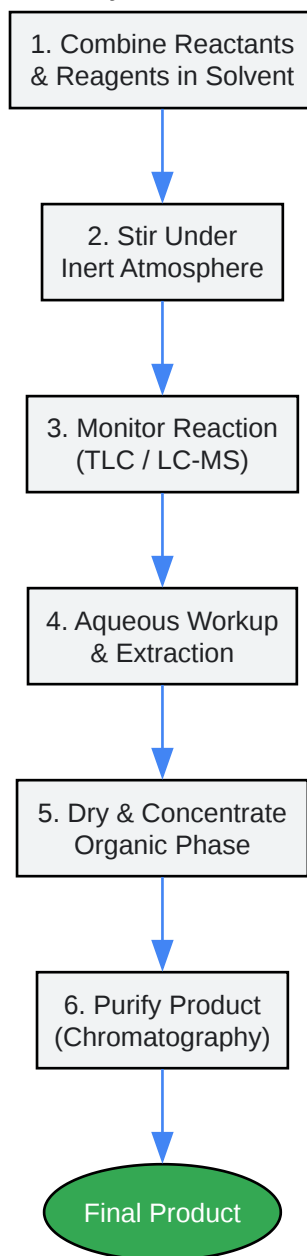 1. Combine Reactants
& Reagents in Solvent
2. Stir Under
Inert Atmosphere
3. Monitor Reaction
(TLC / LC-MS)
4. Aqueous Workup
& Extraction
5. Dry & Concentrate
Organic Phase
6. Purify Product
(Chromatography)
Final Product